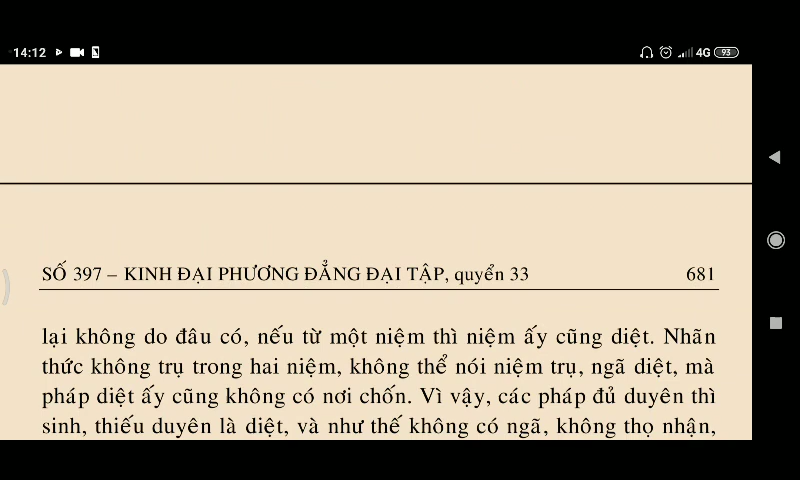 14:12 4G 93
SỐ 397 – KINH ĐẠI PHƯƠNG ĐẲNG ĐẠI TẬP, quyển 33 681
lại không do đâu có, nếu từ một niệm thì niệm ấy cũng diệt. Nhãn
thức không trụ trong hai niệm, không thể nói niệm trụ, ngã diệt, mà
pháp diệt ấy cũng không có nơi chốn. Vì vậy, các pháp đủ duyên thì
sinh, thiếu duyên là diệt, và như thế không có ngã, không thọ nhận,